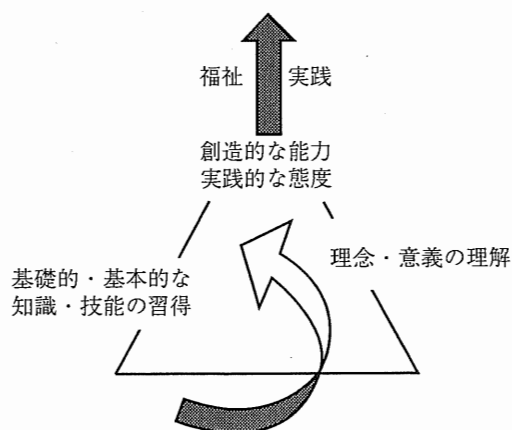 福祉 実践
創造的な能力
実践的な態度
理念・意義の理解
基礎的・基本的な
知識・技能の習得